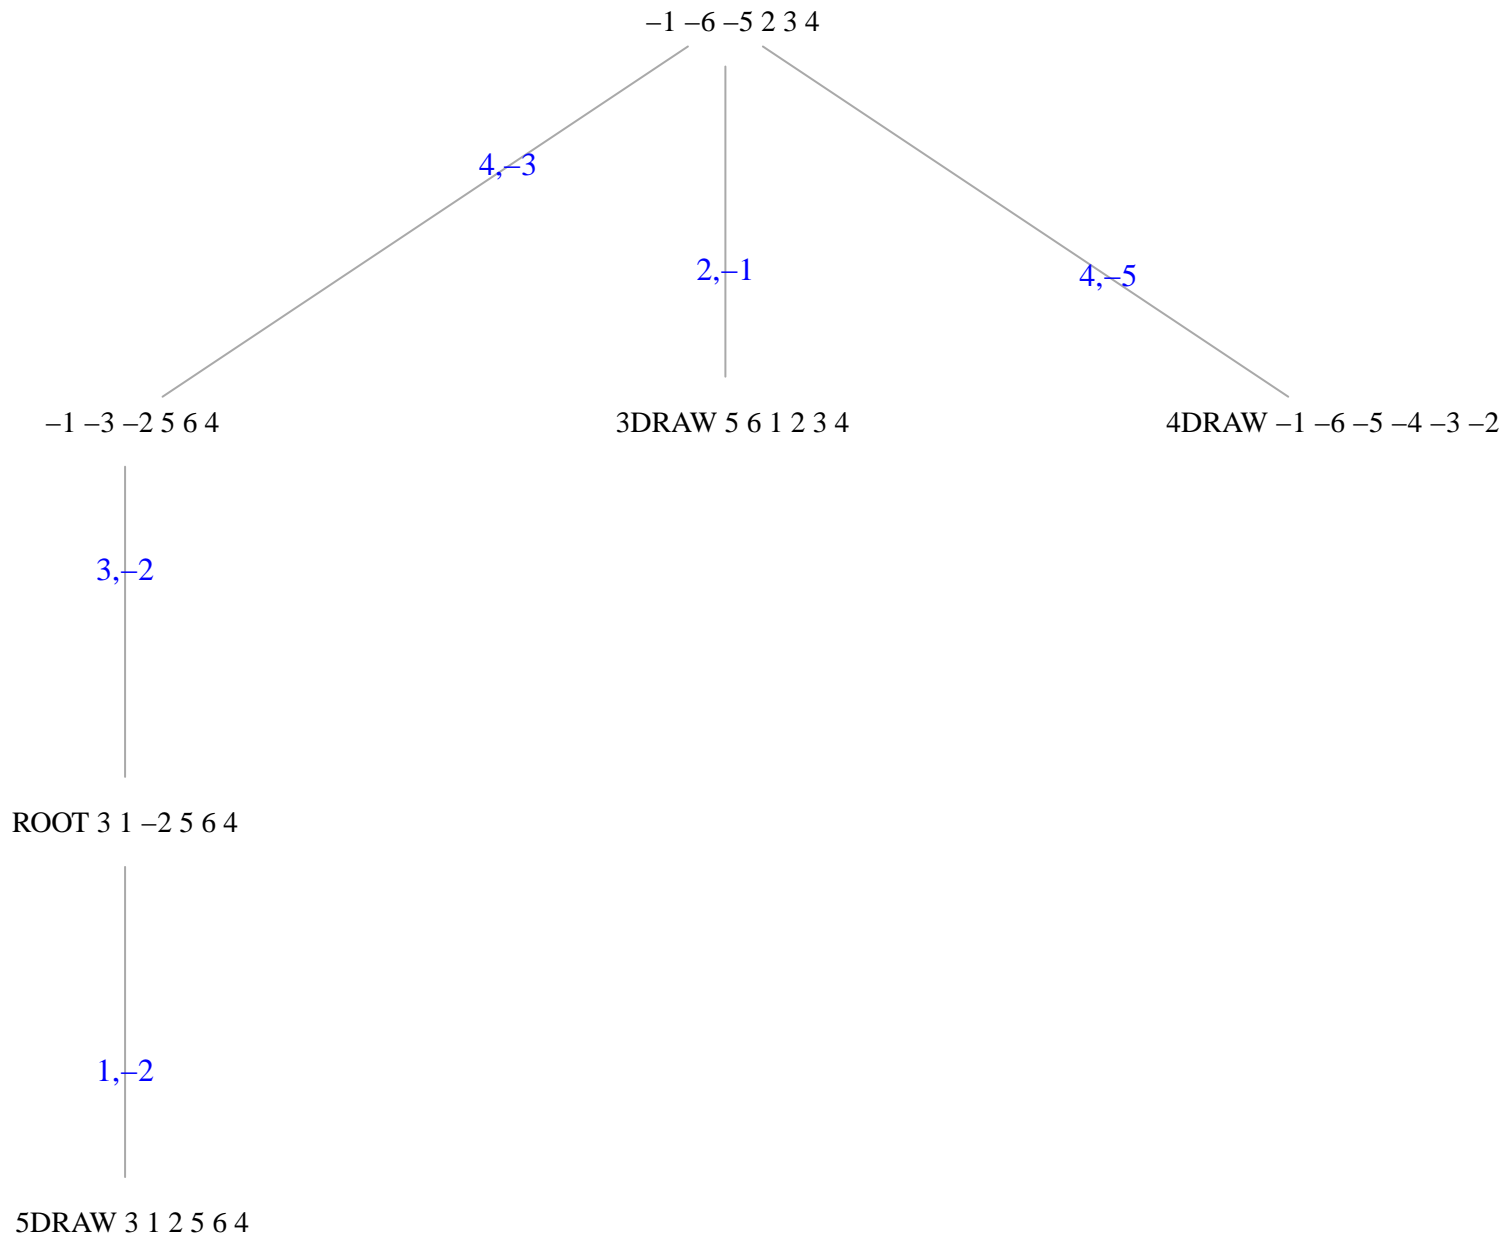 –1 –6 –5 2 3 4
4,–3
2,–1
4,–5
–1 –3 –2 5 6 4
3DRAW 5 6 1 2 3 4
4DRAW –1 –6 –5 –4 –3 –2
3,–2
ROOT 3 1 –2 5 6 4
1,–2
5DRAW 3 1 2 5 6 4